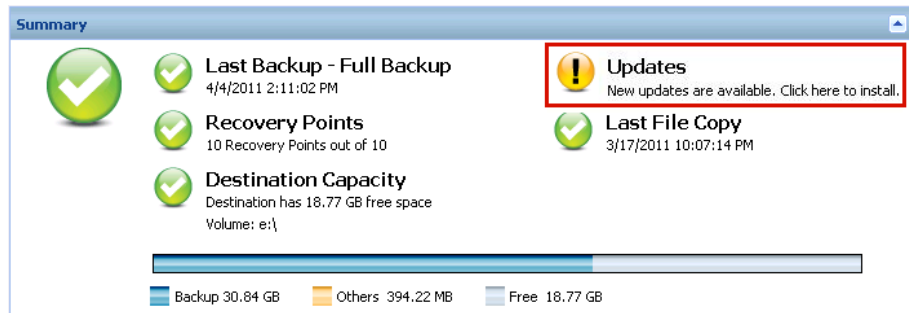 Summary
Last Backup - Full Backup
4/4/2011 2:11:02 PM
Updates
New updates are available. Click here to install.
Recovery Points
10 Recovery Points out of 10
Last File Copy
3/17/2011 10:07:14 PM
Destination Capacity
Destination has 18.77 GB free space
Volume: e:\
Backup 30.84 GB Others 394.22 MB Free 18.77 GB